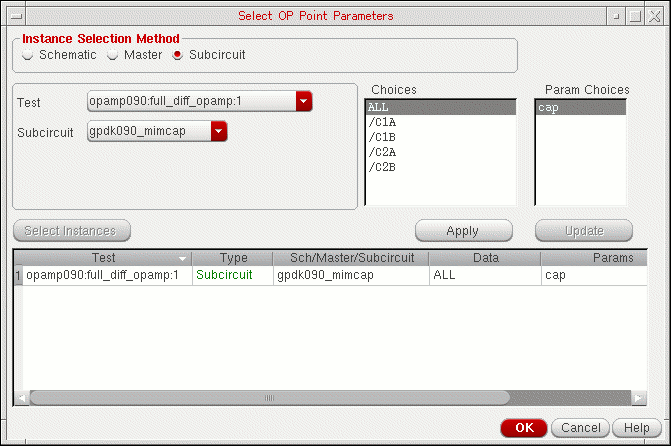 Select OP Point Parameters
Instance Selection Method
Schematic Master Subcircuit
Choices Param Choices
Test opamp090:full_diff_opamp:1
Subcircuit gpdk090_mimcap
ALL
/C1A
/C1B
/C2A
/C2B
cap
Select Instances Apply Update
Test Type Sch/Master/Subcircuit Data Params
1 opamp090:full_diff_opamp:1 Subcircuit gpdk090_mimcap ALL cap
OK Cancel Help